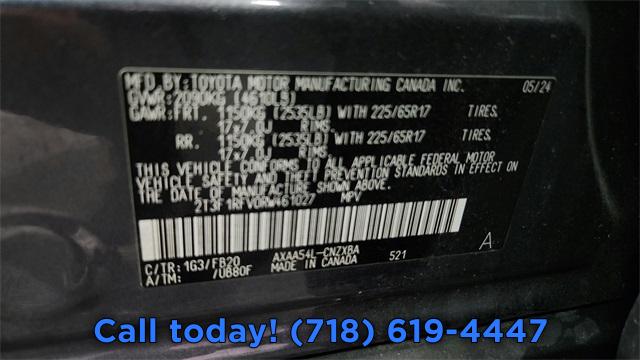 MFD.BY:TOYOTA MOTOR MANUFACTURING CANADA INC. 05/24
GVWR:2090KG (4610LB)
GAWR:FRT. 1150KG (2535LB) WITH 225/65R17 TIRES,
17x7.0J RIMS,
RR. 1150KG (2535LB) WITH 225/65R17 TIRES,
17x7.0J RIMS,
THIS VEHICLE CONFORMS TO ALL APPLICABLE FEDERAL MOTOR
VEHICLE SAFETY AND THEFT PREVENTION STANDARDS IN EFFECT ON
THE DATE OF MANUFACTURE SHOWN ABOVE.
2T3F1RFV0RW461027 MPV
C/TR: 1G3/FB20 AXAA54L-CNZXBA 521 A
A/TM: /U680F MADE IN CANADA
Call today! (718) 619-4447